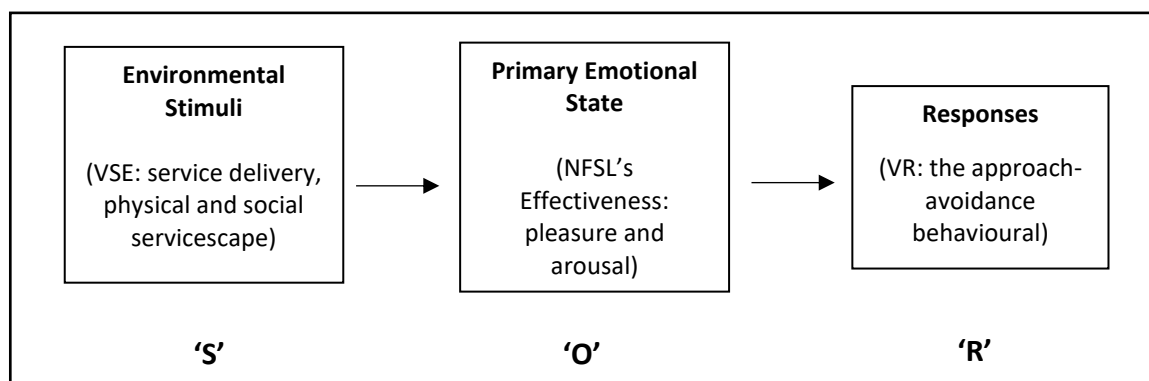 Environmental
Stimuli
(VSE: service delivery,
physical and social
servicescape)
Primary Emotional
State
(NFSL's
Effectiveness:
pleasure and
arousal)
Responses
(VR: the approach-
avoidance
behavioural)
‘S’
‘O’
‘R’